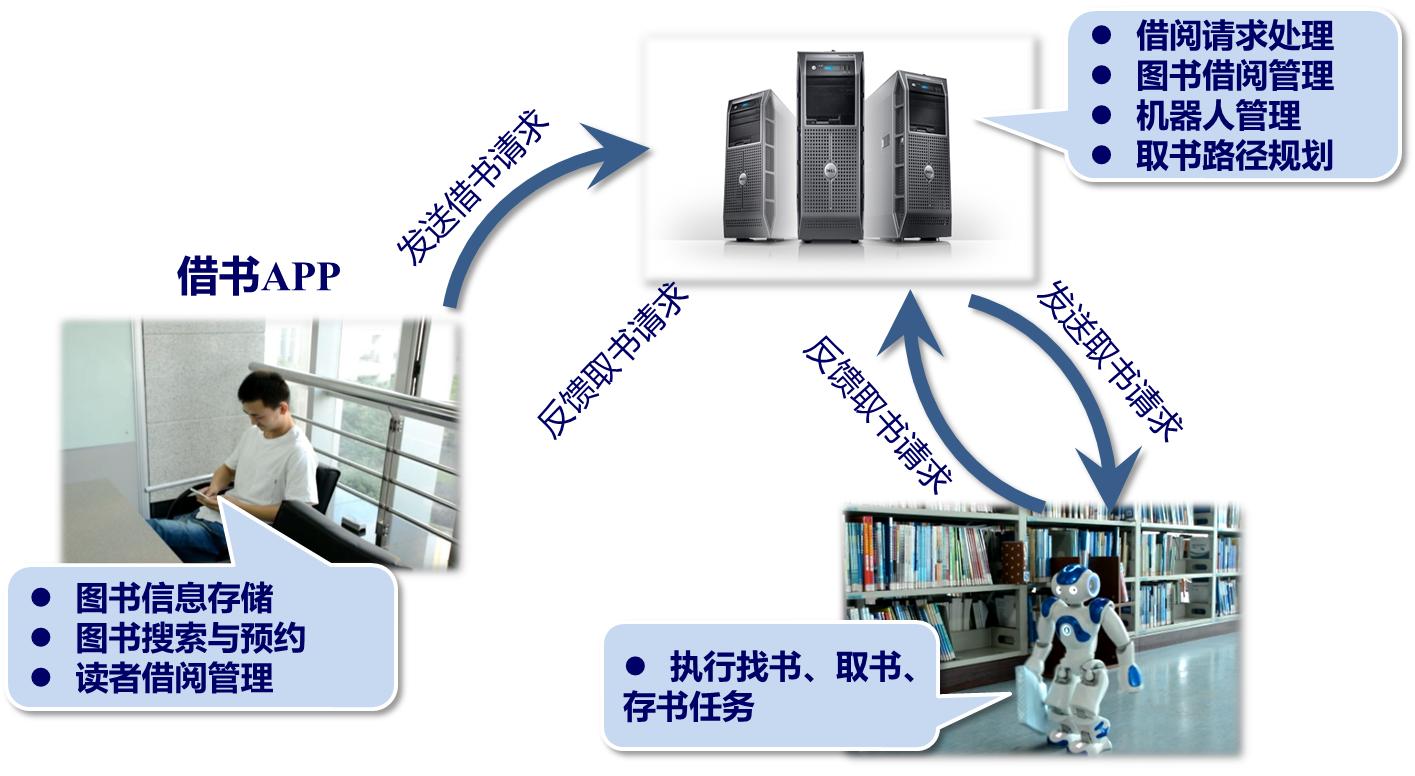 借阅请求处理
图书借阅管理
机器人管理
取书路径规划
发送借书请求
借书APP
反馈取书请求
发送取书请求
反馈取书请求
图书信息存储
图书搜索与预约
读者借阅管理
执行找书、取书、
存书任务